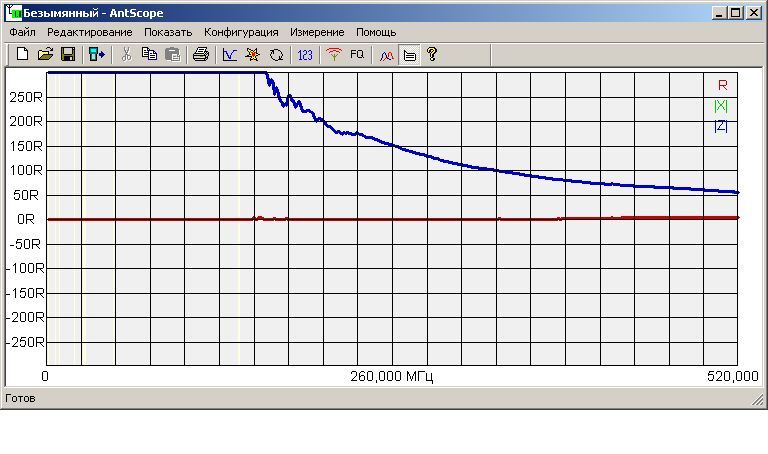 Безымянный - AntScope
Файл Редактирование Показать Конфигурация Измерение Помощь
123 FQ ?
R
|X|
|Z|
250R
200R
150R
100R
50R
0R
-50R
-100R
-150R
-200R
-250R
0 260,000 МГц 520,000
Готов